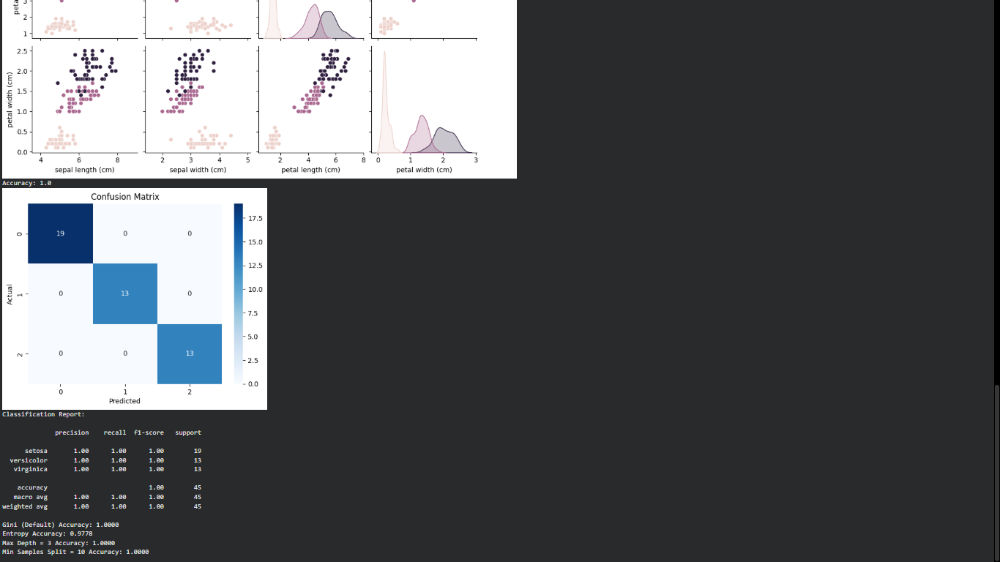 peta
3
2
1
petal width (cm)
2.5
2.0
1.5
1.0
0.5
0.0
4 6 8
2 3 4 5
2 4 6 8
0 1 2 3
sepal length (cm) sepal width (cm) petal length (cm) petal width (cm)
Accuracy: 1.0
Confusion Matrix
0 19 0 0
Actual
1 0 13 0
2 0 0 13
0 1 2
Predicted
17.5
15.0
12.5
10.0
7.5
5.0
2.5
0.0
Classification Report:
precision recall f1-score support
setosa 1.00 1.00 1.00 19
versicolor 1.00 1.00 1.00 13
virginica 1.00 1.00 1.00 13
accuracy 1.00 45
macro avg 1.00 1.00 1.00 45
weighted avg 1.00 1.00 1.00 45
Gini (Default) Accuracy: 1.0000
Entropy Accuracy: 0.9778
Max Depth = 3 Accuracy: 1.0000
Min Samples Split = 10 Accuracy: 1.0000